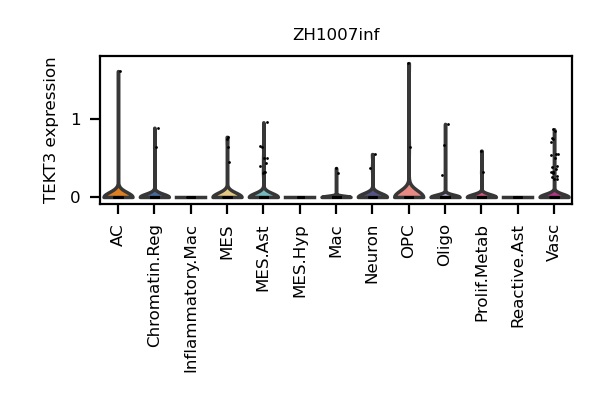 ZH1007inf
TEKT3 expression
1
0
AC
Chromatin.Reg
Inflammatory.Mac
MES
MES.Ast
MES.Hyp
Mac
Neuron
OPC
Oligo
Prolif.Metab
Reactive.Ast
Vasc